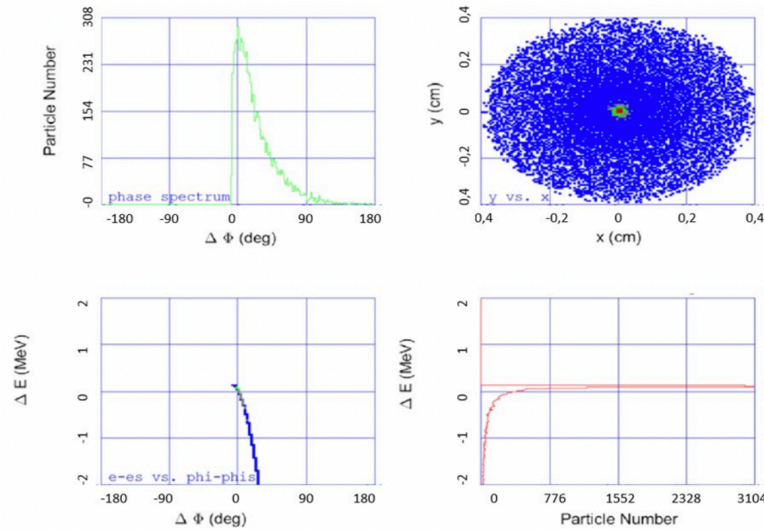 308
231
154
77
-0
Particle Number
phase spectrum
-180 -90 0 90 180
Δ Φ (deg)
0,4
0,2
0
-0,2
0,4
y (cm)
y vs. x
0,4 -0,2 0 0,2 0,4
x (cm)
2
1
0
-1
-2
Δ E (MeV)
e-es vs. phi-phis
-180 -90 0 90 180
Δ Φ (deg)
2
1
0
-1
-2
Δ E (MeV)
0 776 1552 2328 3104
Particle Number